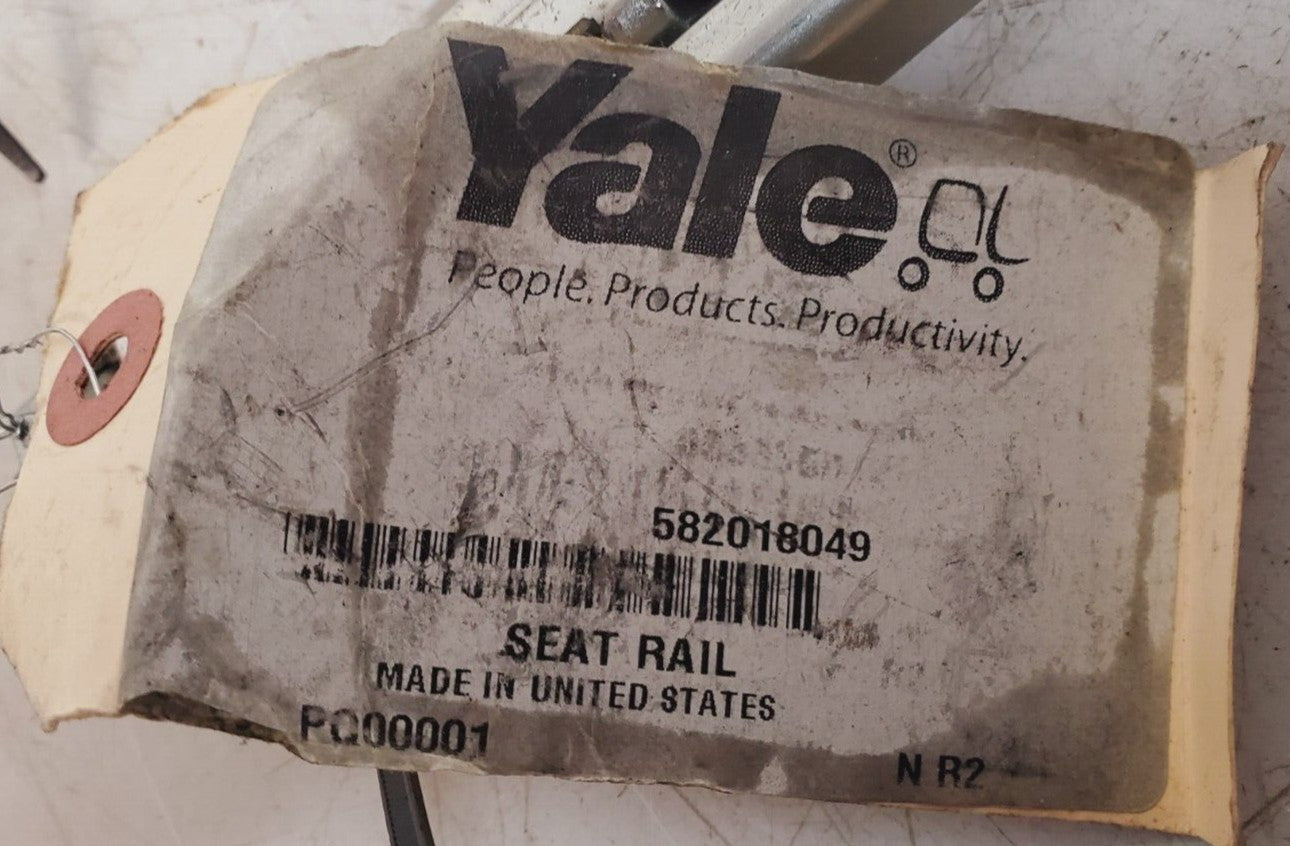 Yale®
People. Products. Productivity.
582018049
SEAT RAIL
MADE IN UNITED STATES
PQ00001
N R2